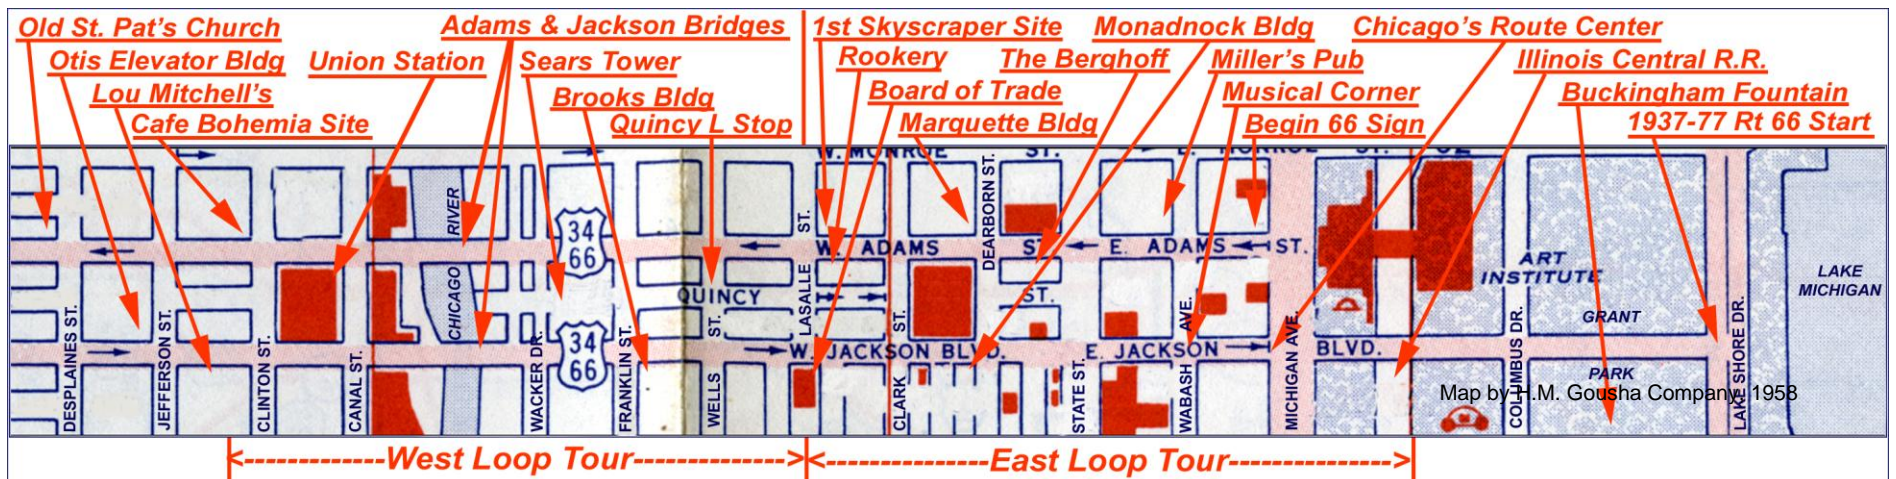 Old St. Pat's Church
Adams & Jackson Bridges
1st Skyscraper Site
Monadnock Bldg
Chicago's Route Center
Otis Elevator Bldg
Union Station
Sears Tower
Rookery
The Berghoff
Miller's Pub
Illinois Central R.R.
Lou Mitchell's
Brooks Bldg
Board of Trade
Musical Corner
Buckingham Fountain
Cafe Bohemia Site
Quincy L Stop
Marquette Bldg
Begin 66 Sign
1937-77 Rt 66 Start
W. MONROE ST. E. MONROE ST.
RIVER
34
66
ST.
DEARBORN ST.
W. ADAMS ST. E. ADAMS ST.
ART
INSTITUTE
LAKE
MICHIGAN
QUINCY ST.
CHICAGO
LASALLE
WABASH AVE.
GRANT
34
66
W. JACKSON BLVD. E. JACKSON BLVD.
PARK
DESPLAINES ST.
JEFFERSON ST.
CLINTON ST.
CANAL ST.
WACKER DR.
FRANKLIN ST.
WELLS ST.
CLARK ST.
STATE ST.
MICHIGAN AVE.
COLUMBUS DR.
LAKE SHORE DR.
Map by H.M. Gousha Company, 1958
<------------West Loop Tour------------>
<------------East Loop Tour------------>